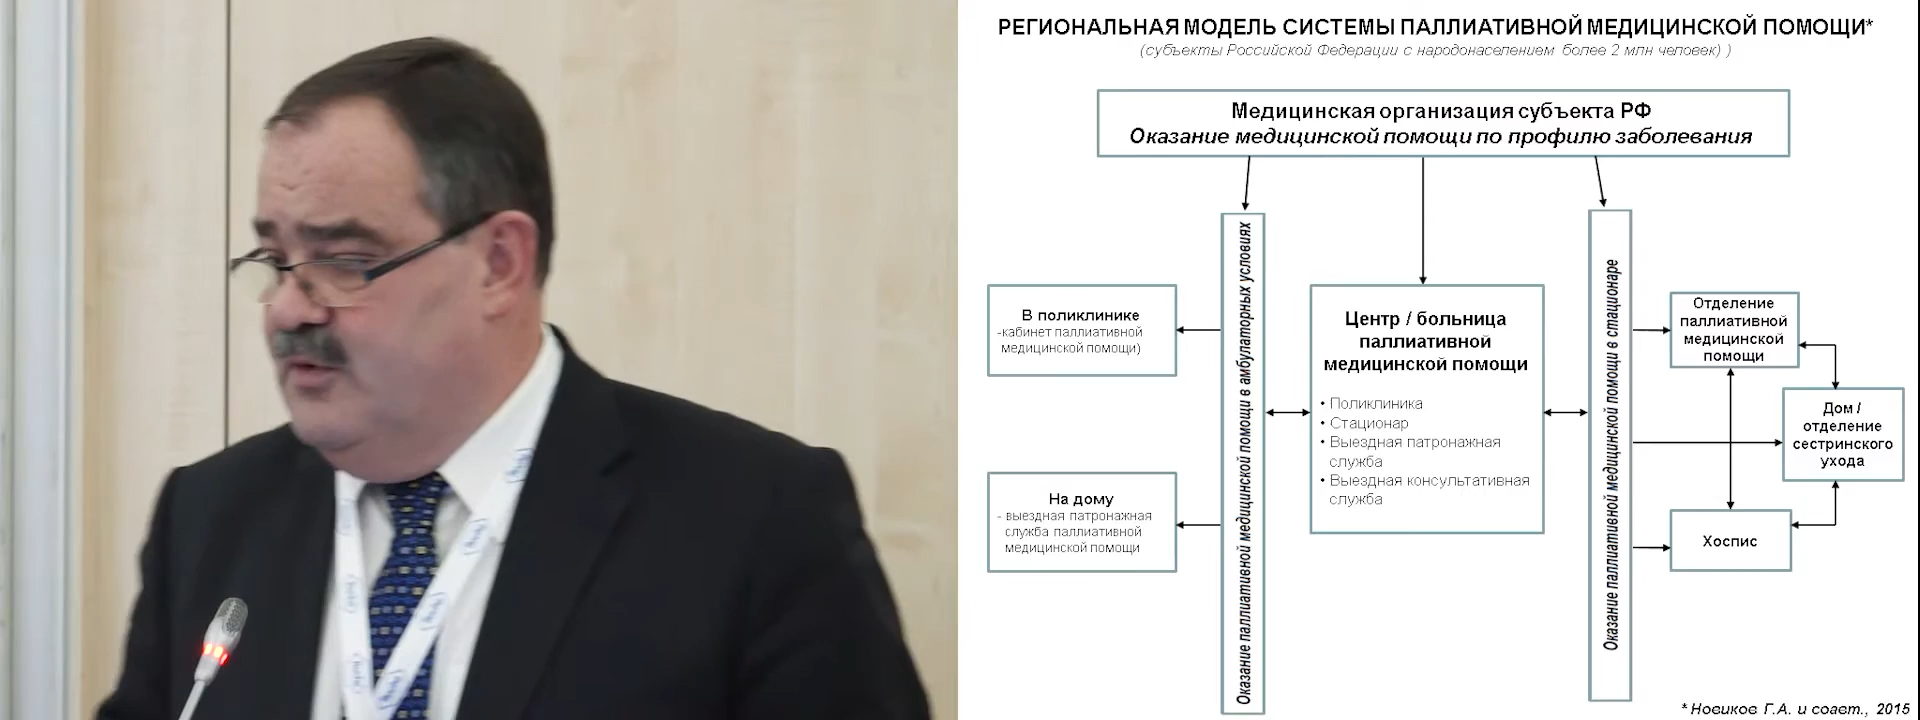 РЕГИОНАЛЬНАЯ МОДЕЛЬ СИСТЕМЫ ПАЛЛИАТИВНОЙ МЕДИЦИНСКОЙ ПОМОЩИ*
(субъекты Российской Федерации с народонаселением более 2 млн человек) )
Медицинская организация субъекта РФ
Оказание медицинской помощи по профилю заболевания
В поликлинике
-кабинет паллиативной
медицинской помощи)
На дому
- выездная патронажная
служба паллиативной
медицинской помощи
Оказание паллиативной медицинской помощи в амбулаторных условиях
Центр / больница
паллиативной
медицинской помощи
• Поликлиника
• Стационар
• Выездная патронажная
служба
• Выездная консультативная
служба
Оказание паллиативной медицинской помощи в стационаре
Отделение
паллиативной
медицинской
помощи
Дом /
отделение
сестринского
ухода
Хоспис
* Новиков Г.А. и соавт., 2015